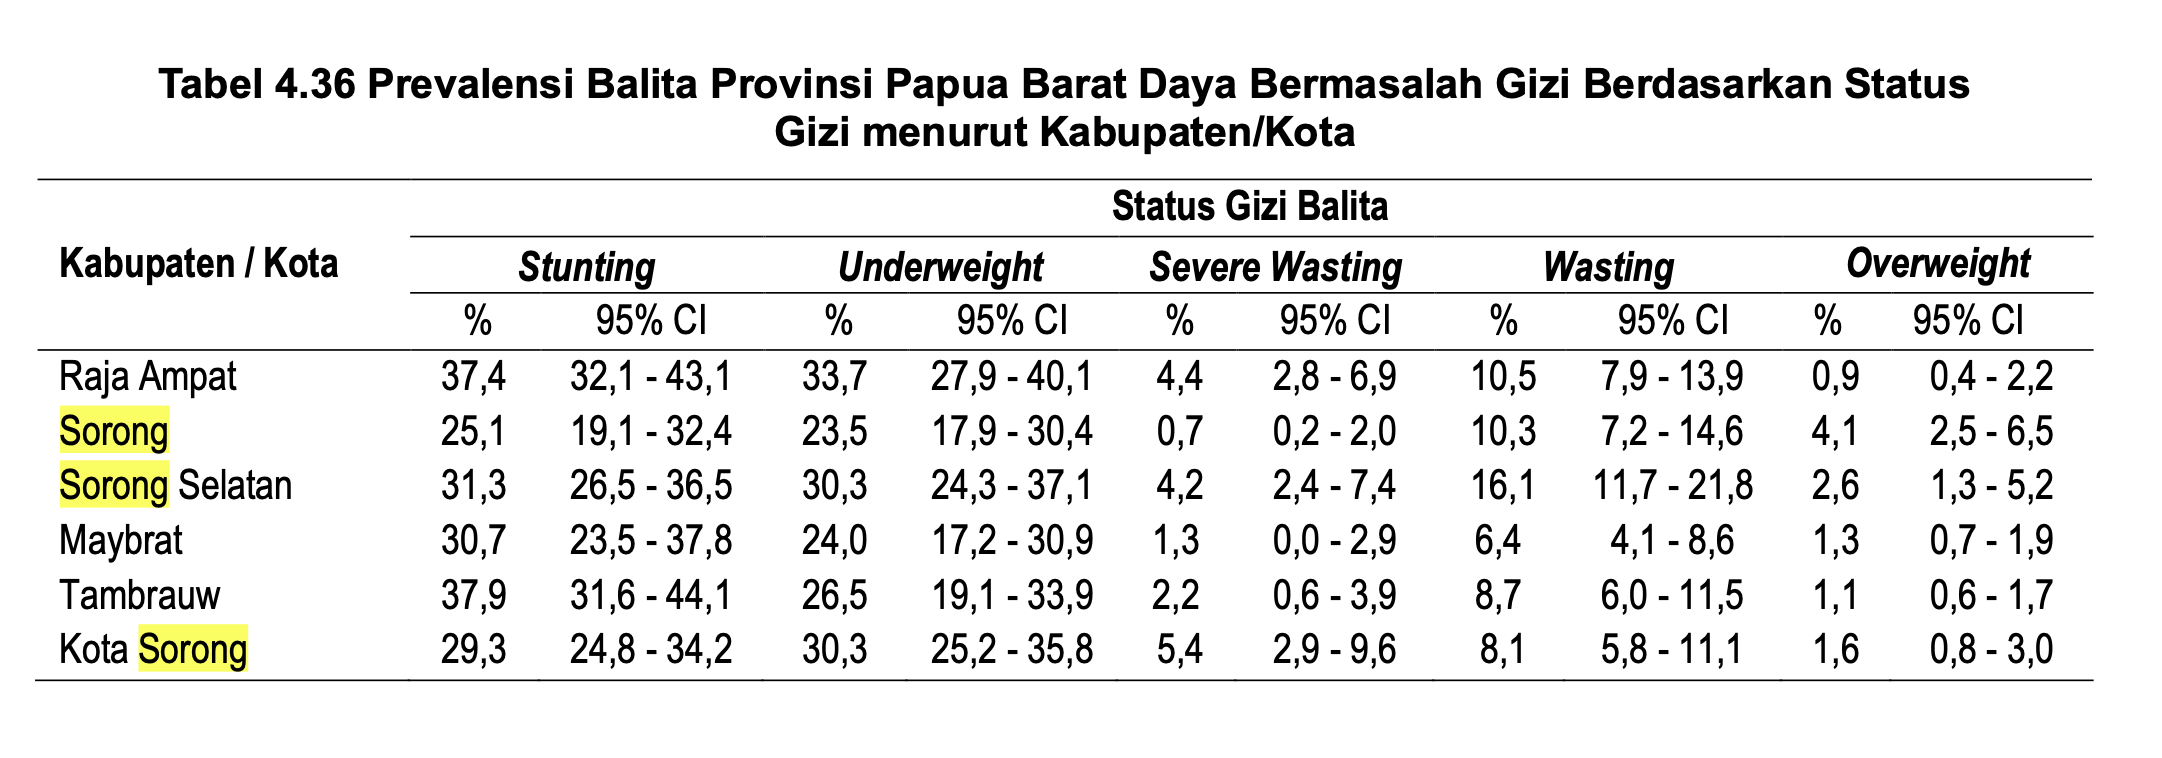 Tabel 4.36 Prevalensi Balita Provinsi Papua Barat Daya Bermasalah Gizi Berdasarkan Status
Gizi menurut Kabupaten/Kota
Status Gizi Balita
Kabupaten / Kota Stunting Underweight Severe Wasting Wasting Overweight
% 95% CI % 95% CI % 95% CI % 95% CI % 95% CI
Raja Ampat 37,4 32,1 - 43,1 33,7 27,9 - 40,1 4,4 2,8 - 6,9 10,5 7,9 - 13,9 0,9 0,4 - 2,2
Sorong 25,1 19,1 - 32,4 23,5 17,9 - 30,4 0,7 0,2 - 2,0 10,3 7,2 - 14,6 4,1 2,5 - 6,5
Sorong Selatan 31,3 26,5 - 36,5 30,3 24,3 - 37,1 4,2 2,4 - 7,4 16,1 11,7 - 21,8 2,6 1,3 - 5,2
Maybrat 30,7 23,5 - 37,8 24,0 17,2 - 30,9 1,3 0,0 - 2,9 6,4 4,1 - 8,6 1,3 0,7 - 1,9
Tambrauw 37,9 31,6 - 44,1 26,5 19,1 - 33,9 2,2 0,6 - 3,9 8,7 6,0 - 11,5 1,1 0,6 - 1,7
Kota Sorong 29,3 24,8 - 34,2 30,3 25,2 - 35,8 5,4 2,9 - 9,6 8,1 5,8 - 11,1 1,6 0,8 - 3,0